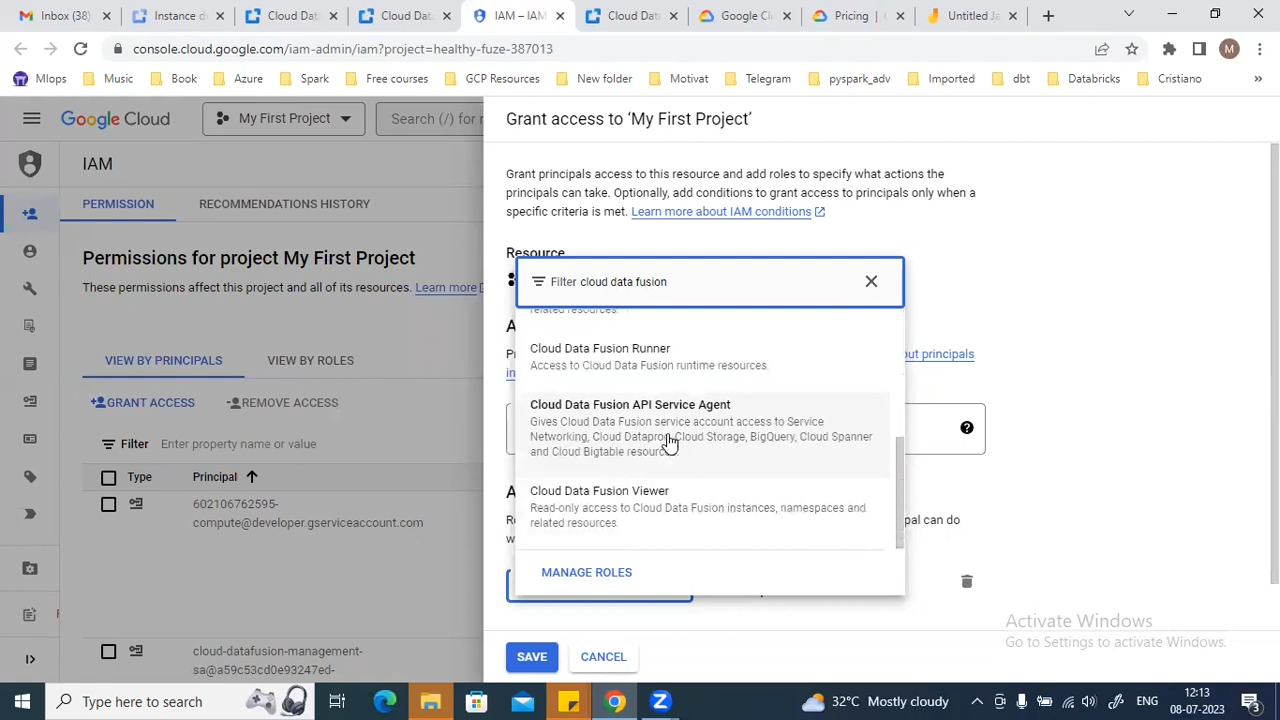 Inbox (38)
Instance d
Cloud Data
Cloud Dat
IAM – IAM
Cloud Dat
Google Cl
Pricing |
Untitled Ja
console.cloud.google.com/iam-admin/iam?project=healthy-fuze-387013
M
Mlops
Music
Book
Azure
Spark
Free courses
GCP Resources
New folder
Motivat
Telegram
pyspark_adv
Imported
dbt
Databricks
Cristiano
»
Google Cloud
My First Project
Search (/) for r
Grant access to ‘My First Project’
IAM
PERMISSION
RECOMMENDATIONS HISTORY
Permissions for project My First Project
These permissions affect this project and all of its resources. Learn more
VIEW BY PRINCIPALS
VIEW BY ROLES
GRANT ACCESS
REMOVE ACCESS
Filter Enter property name or value
Type
Principal
602106762595-
compute@developer.gserviceaccount.com
cloud-datafusion-management-
sa@a59c53cd0e93247ed-
Grant principals access to this resource and add roles to specify what actions the
principals can take. Optionally, add conditions to grant access to principals only when a
specific criteria is met. Learn more about IAM conditions
Resource
Filter cloud data fusion
related resources.
Cloud Data Fusion Runner
Access to Cloud Data Fusion runtime resources.
Cloud Data Fusion API Service Agent
Gives Cloud Data Fusion service account access to Service
Networking, Cloud Dataproc, Cloud Storage, BigQuery, Cloud Spanner
and Cloud Bigtable resourc
Cloud Data Fusion Viewer
Read-only access to Cloud Data Fusion instances, namespaces and
related resources.
MANAGE ROLES
out principals
pal can do
SAVE
CANCEL
Activate Windows
Go to Settings to activate Windows.
Type here to search
32°C Mostly cloudy
ENG
12:13
08-07-2023
3